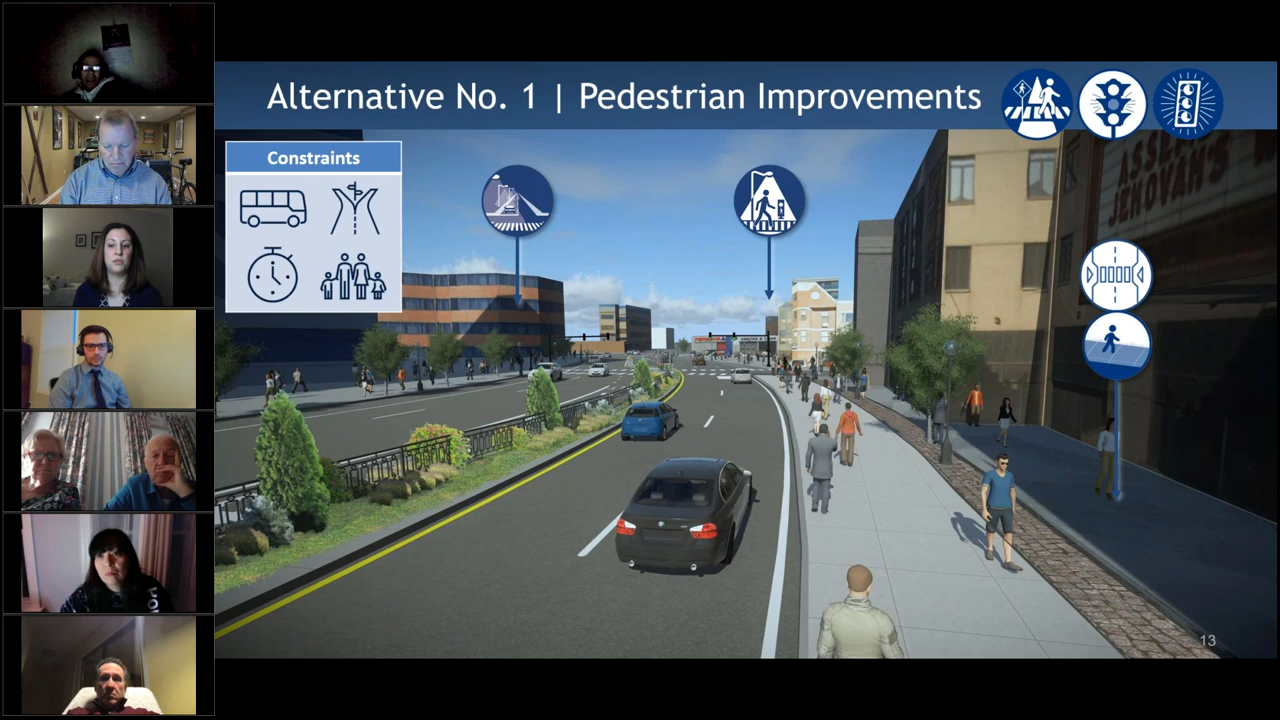 Alternative No. 1 | Pedestrian Improvements
Constraints
JEHOVAH'S
13